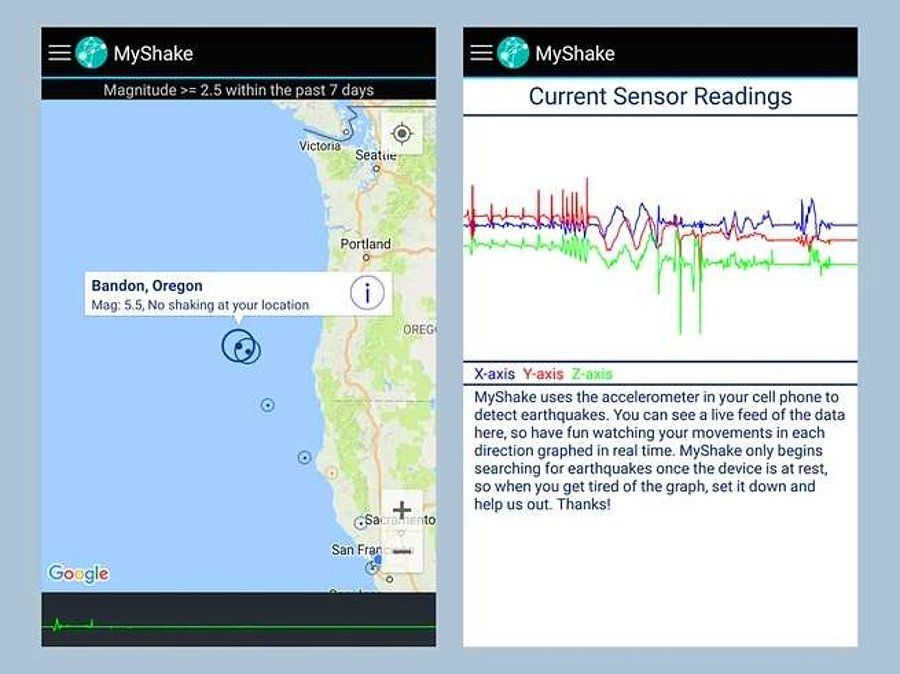 MyShake
Magnitude >= 2.5 within the past 7 days
Victoria
Seattle
Portland
Bandon, Oregon
Mag: 5.5, No shaking at your location
i
OREG
+
Sacramento
San Franc
−
Google
MyShake
Current Sensor Readings
X-axis Y-axis Z-axis
MyShake uses the accelerometer in your cell phone to
detect earthquakes. You can see a live feed of the data
here, so have fun watching your movements in each
direction graphed in real time. MyShake only begins
searching for earthquakes once the device is at rest,
so when you get tired of the graph, set it down and
help us out. Thanks!